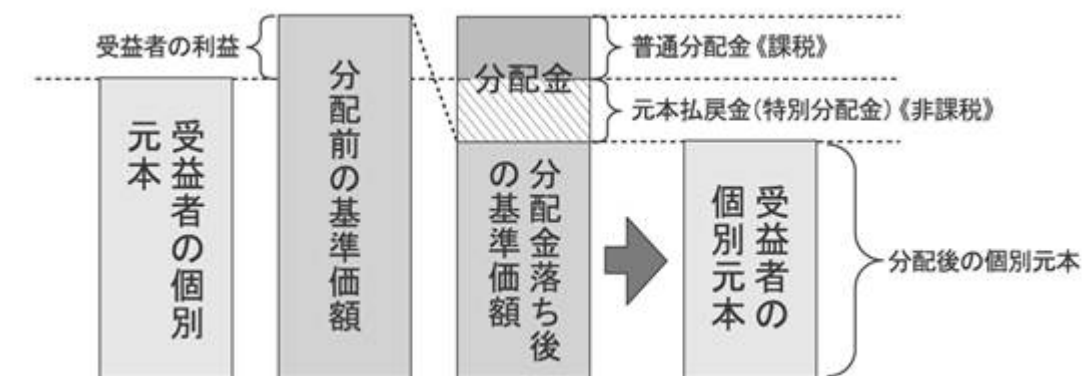 受益者の利益
受益者の個別
元本
分配前の基準価額
分配金
普通分配金《課税》
元本払戻金(特別分配金)《非課税》
分配金落ち後
の基準価額
受益者の
個別元本
分配後の個別元本